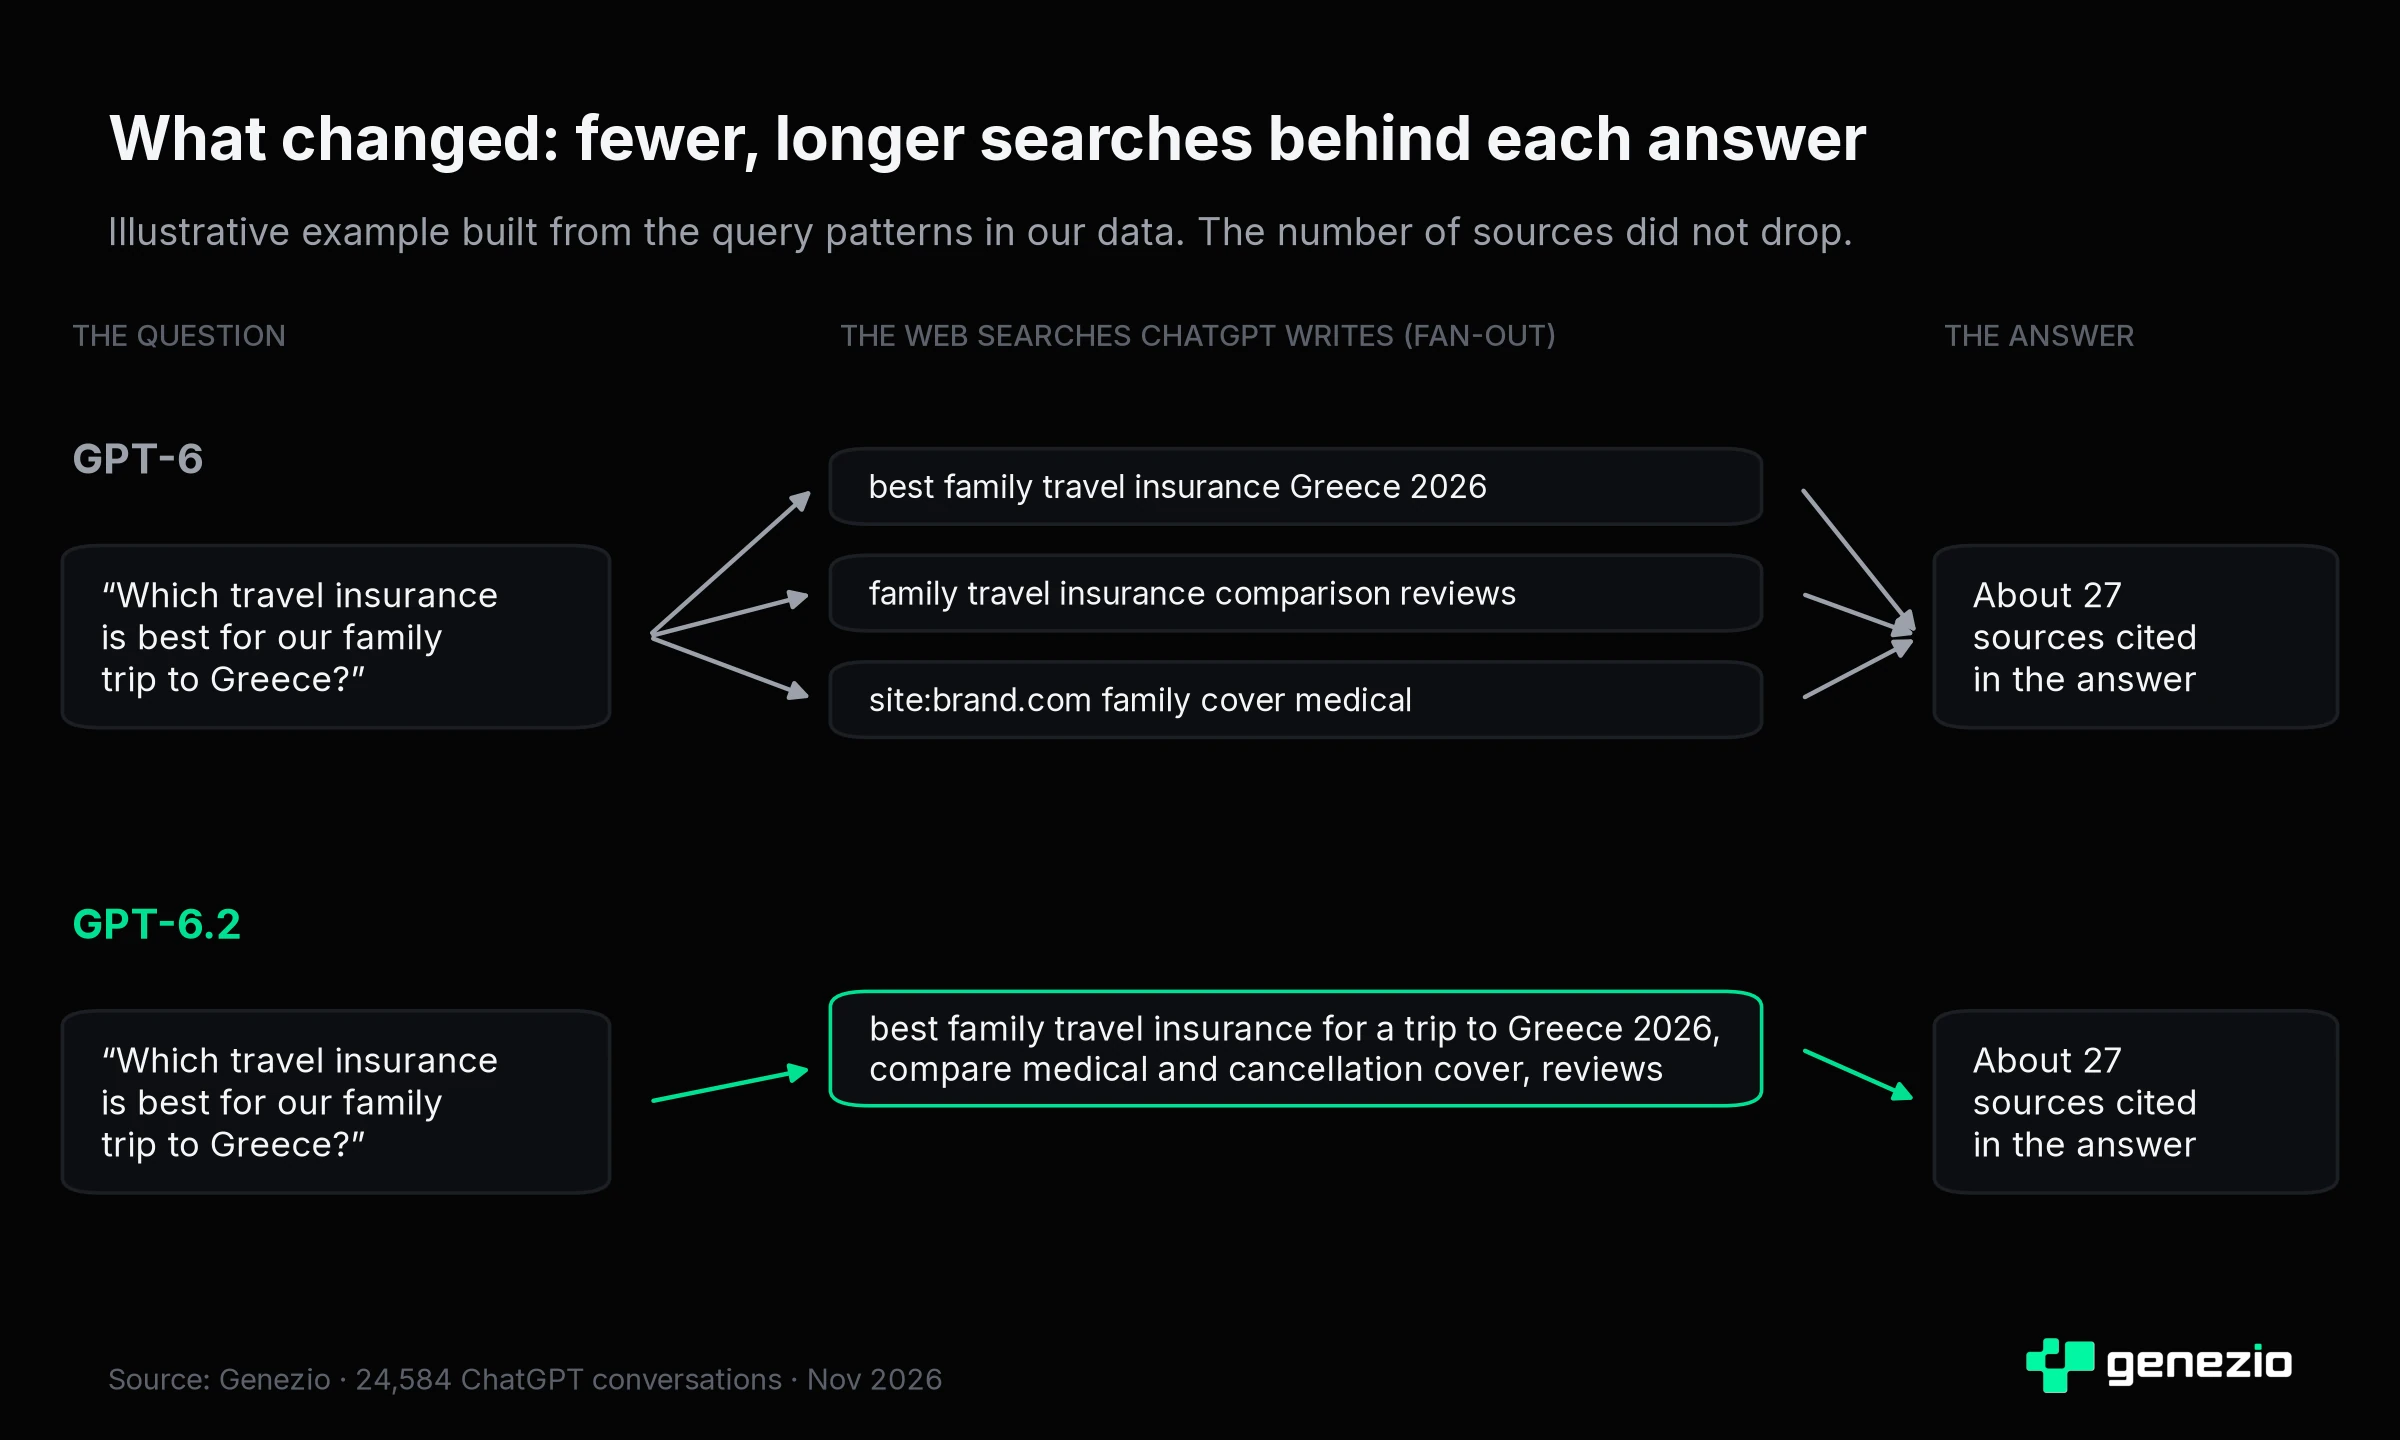 What changed: fewer, longer searches behind each answer
Illustrative example built from the query patterns in our data. The number of sources did not drop.
THE QUESTION
THE WEB SEARCHES CHATGPT WRITES (FAN-OUT)
THE ANSWER
GPT-6
“Which travel insurance
is best for our family
trip to Greece?”
best family travel insurance Greece 2026
family travel insurance comparison reviews
site:brand.com family cover medical
About 27
sources cited
in the answer
GPT-6.2
“Which travel insurance
is best for our family
trip to Greece?”
best family travel insurance for a trip to Greece 2026,
compare medical and cancellation cover, reviews
About 27
sources cited
in the answer
Source: Genezio · 24,584 ChatGPT conversations · Nov 2026
genezio